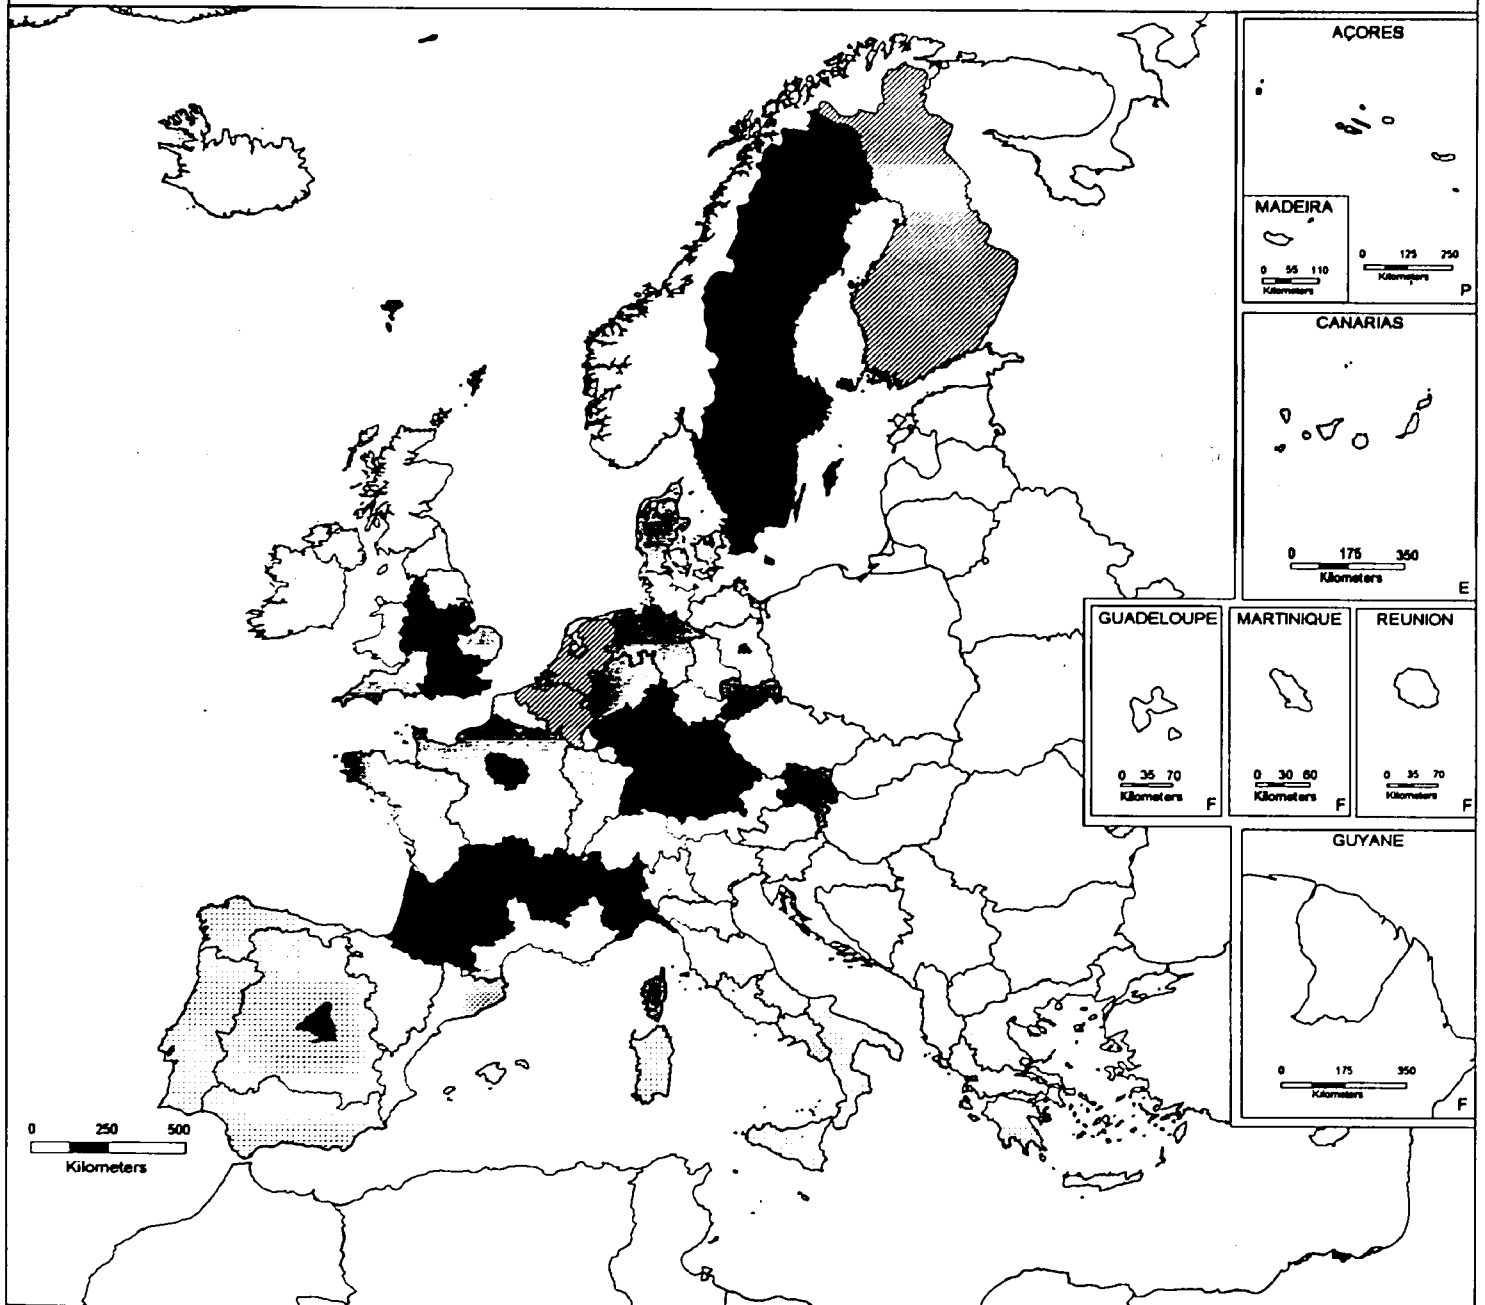 AÇORES
MADEIRA
0 55 110
Kilometers
0 125 250
Kilometers
P
CANARIAS
0 175 350
Kilometers
E
GUADELOUPE
0 35 70
Kilometers
F
MARTINIQUE
0 30 60
Kilometers
F
REUNION
0 35 70
Kilometers
F
GUYANE
0 175 350
Kilometers
F
0 250 500
Kilometers